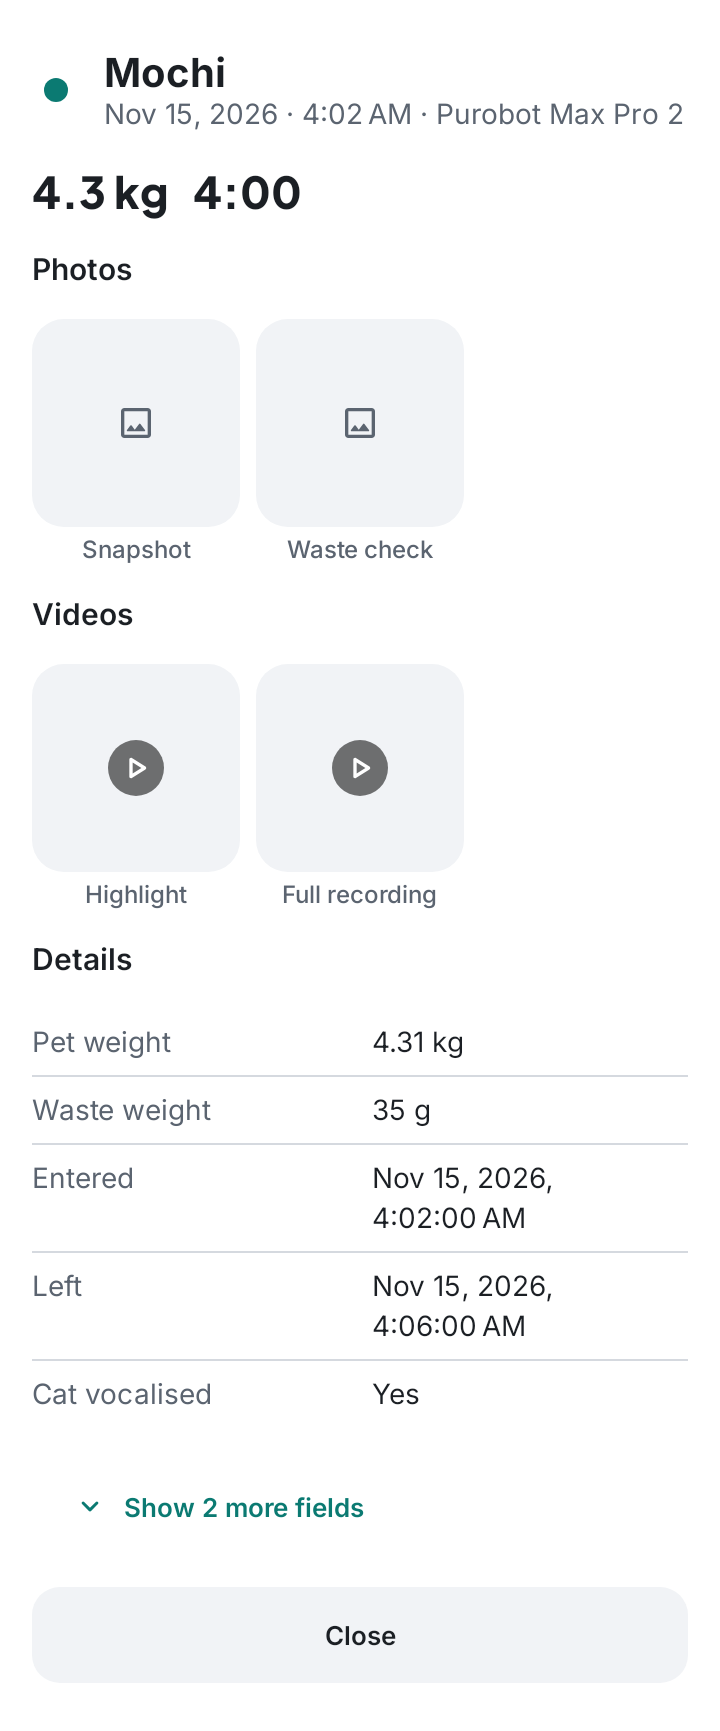 Mochi
Nov 15, 2026 · 4:02 AM · Purobot Max Pro 2
4.3 kg 4:00
Photos
Snapshot Waste check
Videos
Highlight Full recording
Details
Pet weight 4.31 kg
Waste weight 35 g
Entered Nov 15, 2026,
4:02:00 AM
Left Nov 15, 2026,
4:06:00 AM
Cat vocalised Yes
Show 2 more fields
Close